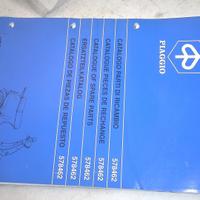 PIAGGIO
CATALOGO PARTI DI RICAMBIO 578462
CATALOGUE PIECES DE RECHANGE 578462
CATALOGUE OF SPARE PARTS 578462
ERSATZTEILKATALOG 578462
CATALOGO DE PIEZAS DE REPUESTO 578462